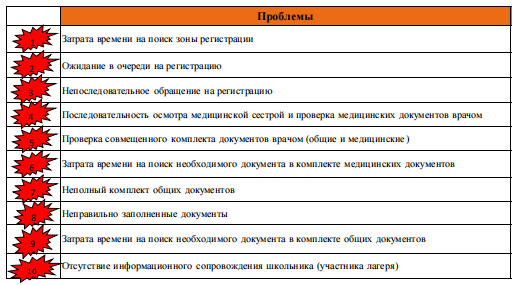 Проблемы
1 Затрата времени на поиск зоны регистрации
2 Ожидание в очереди на регистрацию
3 Непоследовательное обращение на регистрацию
4 Последовательность осмотра медицинской сестрой и проверка медицинских документов врачом
5 Проверка совмещенного комплекта документов врачом (общие и медицинские)
6 Затрата времени на поиск необходимого документа в комплекте медицинских документов
7 Неполный комплект общих документов
8 Неправильно заполненные документы
9 Затрата времени на поиск необходимого документа в комплекте общих документов
10 Отсутствие информационного сопровождения школьника (участника лагеря)